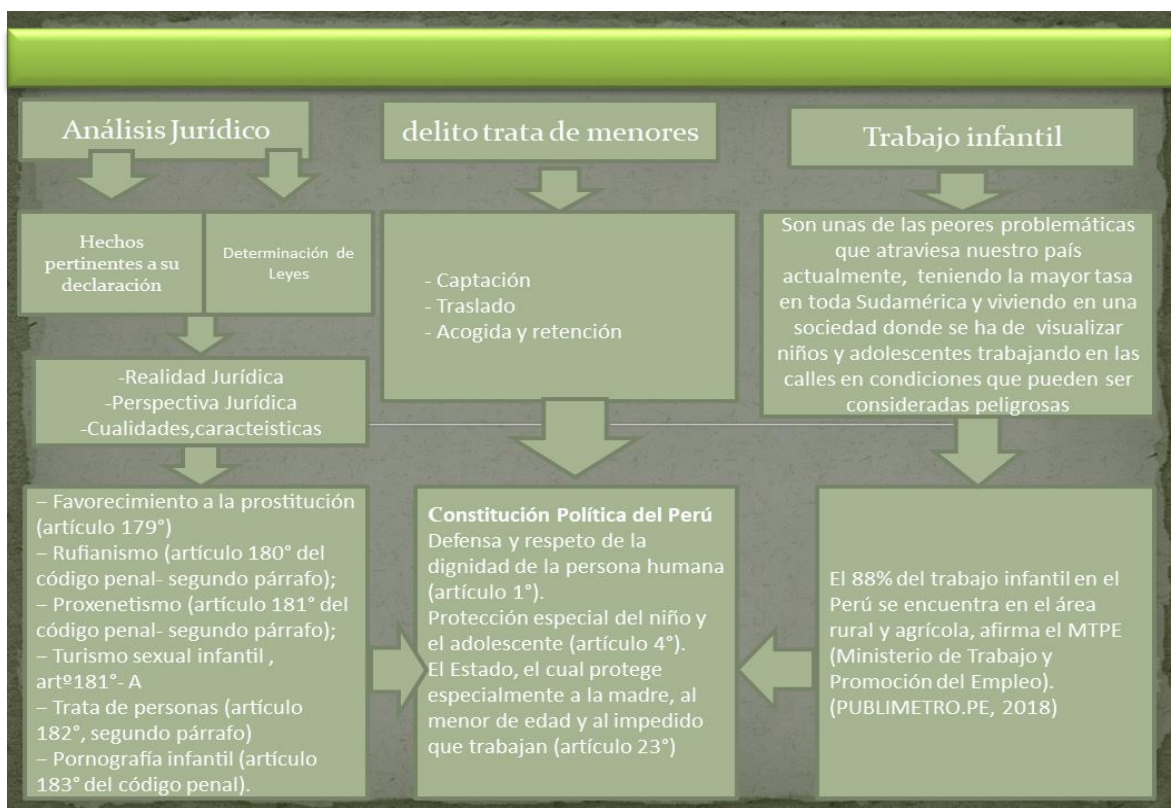 Análisis Jurídico
Hechos
pertinentes a su
declaración
Determinación de
Leyes
-Realidad Jurídica
-Perspectiva Jurídica
-Cualidades,caracteisticas
– Favorecimiento a la prostitución
(artículo 179°)
– Rufianismo (artículo 180° del
código penal- segundo párrafo);
– Proxenetismo (artículo 181° del
código penal- segundo párrafo);
– Turismo sexual infantil ,
artº181°- A
– Trata de personas (artículo
182°, segundo párrafo)
– Pornografía infantil (artículo
183° del código penal).
delito trata de menores
- Captación
- Traslado
- Acogida y retención
Constitución Política del Perú
Defensa y respeto de la
dignidad de la persona humana
(artículo 1°).
Protección especial del niño y
el adolescente (artículo 4°).
El Estado, el cual protege
especialmente a la madre, al
menor de edad y al impedido
que trabajan (artículo 23°)
Trabajo infantil
Son unas de las peores problemáticas
que atraviesa nuestro país
actualmente, teniendo la mayor tasa
en toda Sudamérica y viviendo en una
sociedad donde se ha de visualizar
niños y adolescentes trabajando en las
calles en condiciones que pueden ser
consideradas peligrosas
El 88% del trabajo infantil en el
Perú se encuentra en el área
rural y agrícola, afirma el MTPE
(Ministerio de Trabajo y
Promoción del Empleo).
(PUBLIMETRO.PE, 2018)